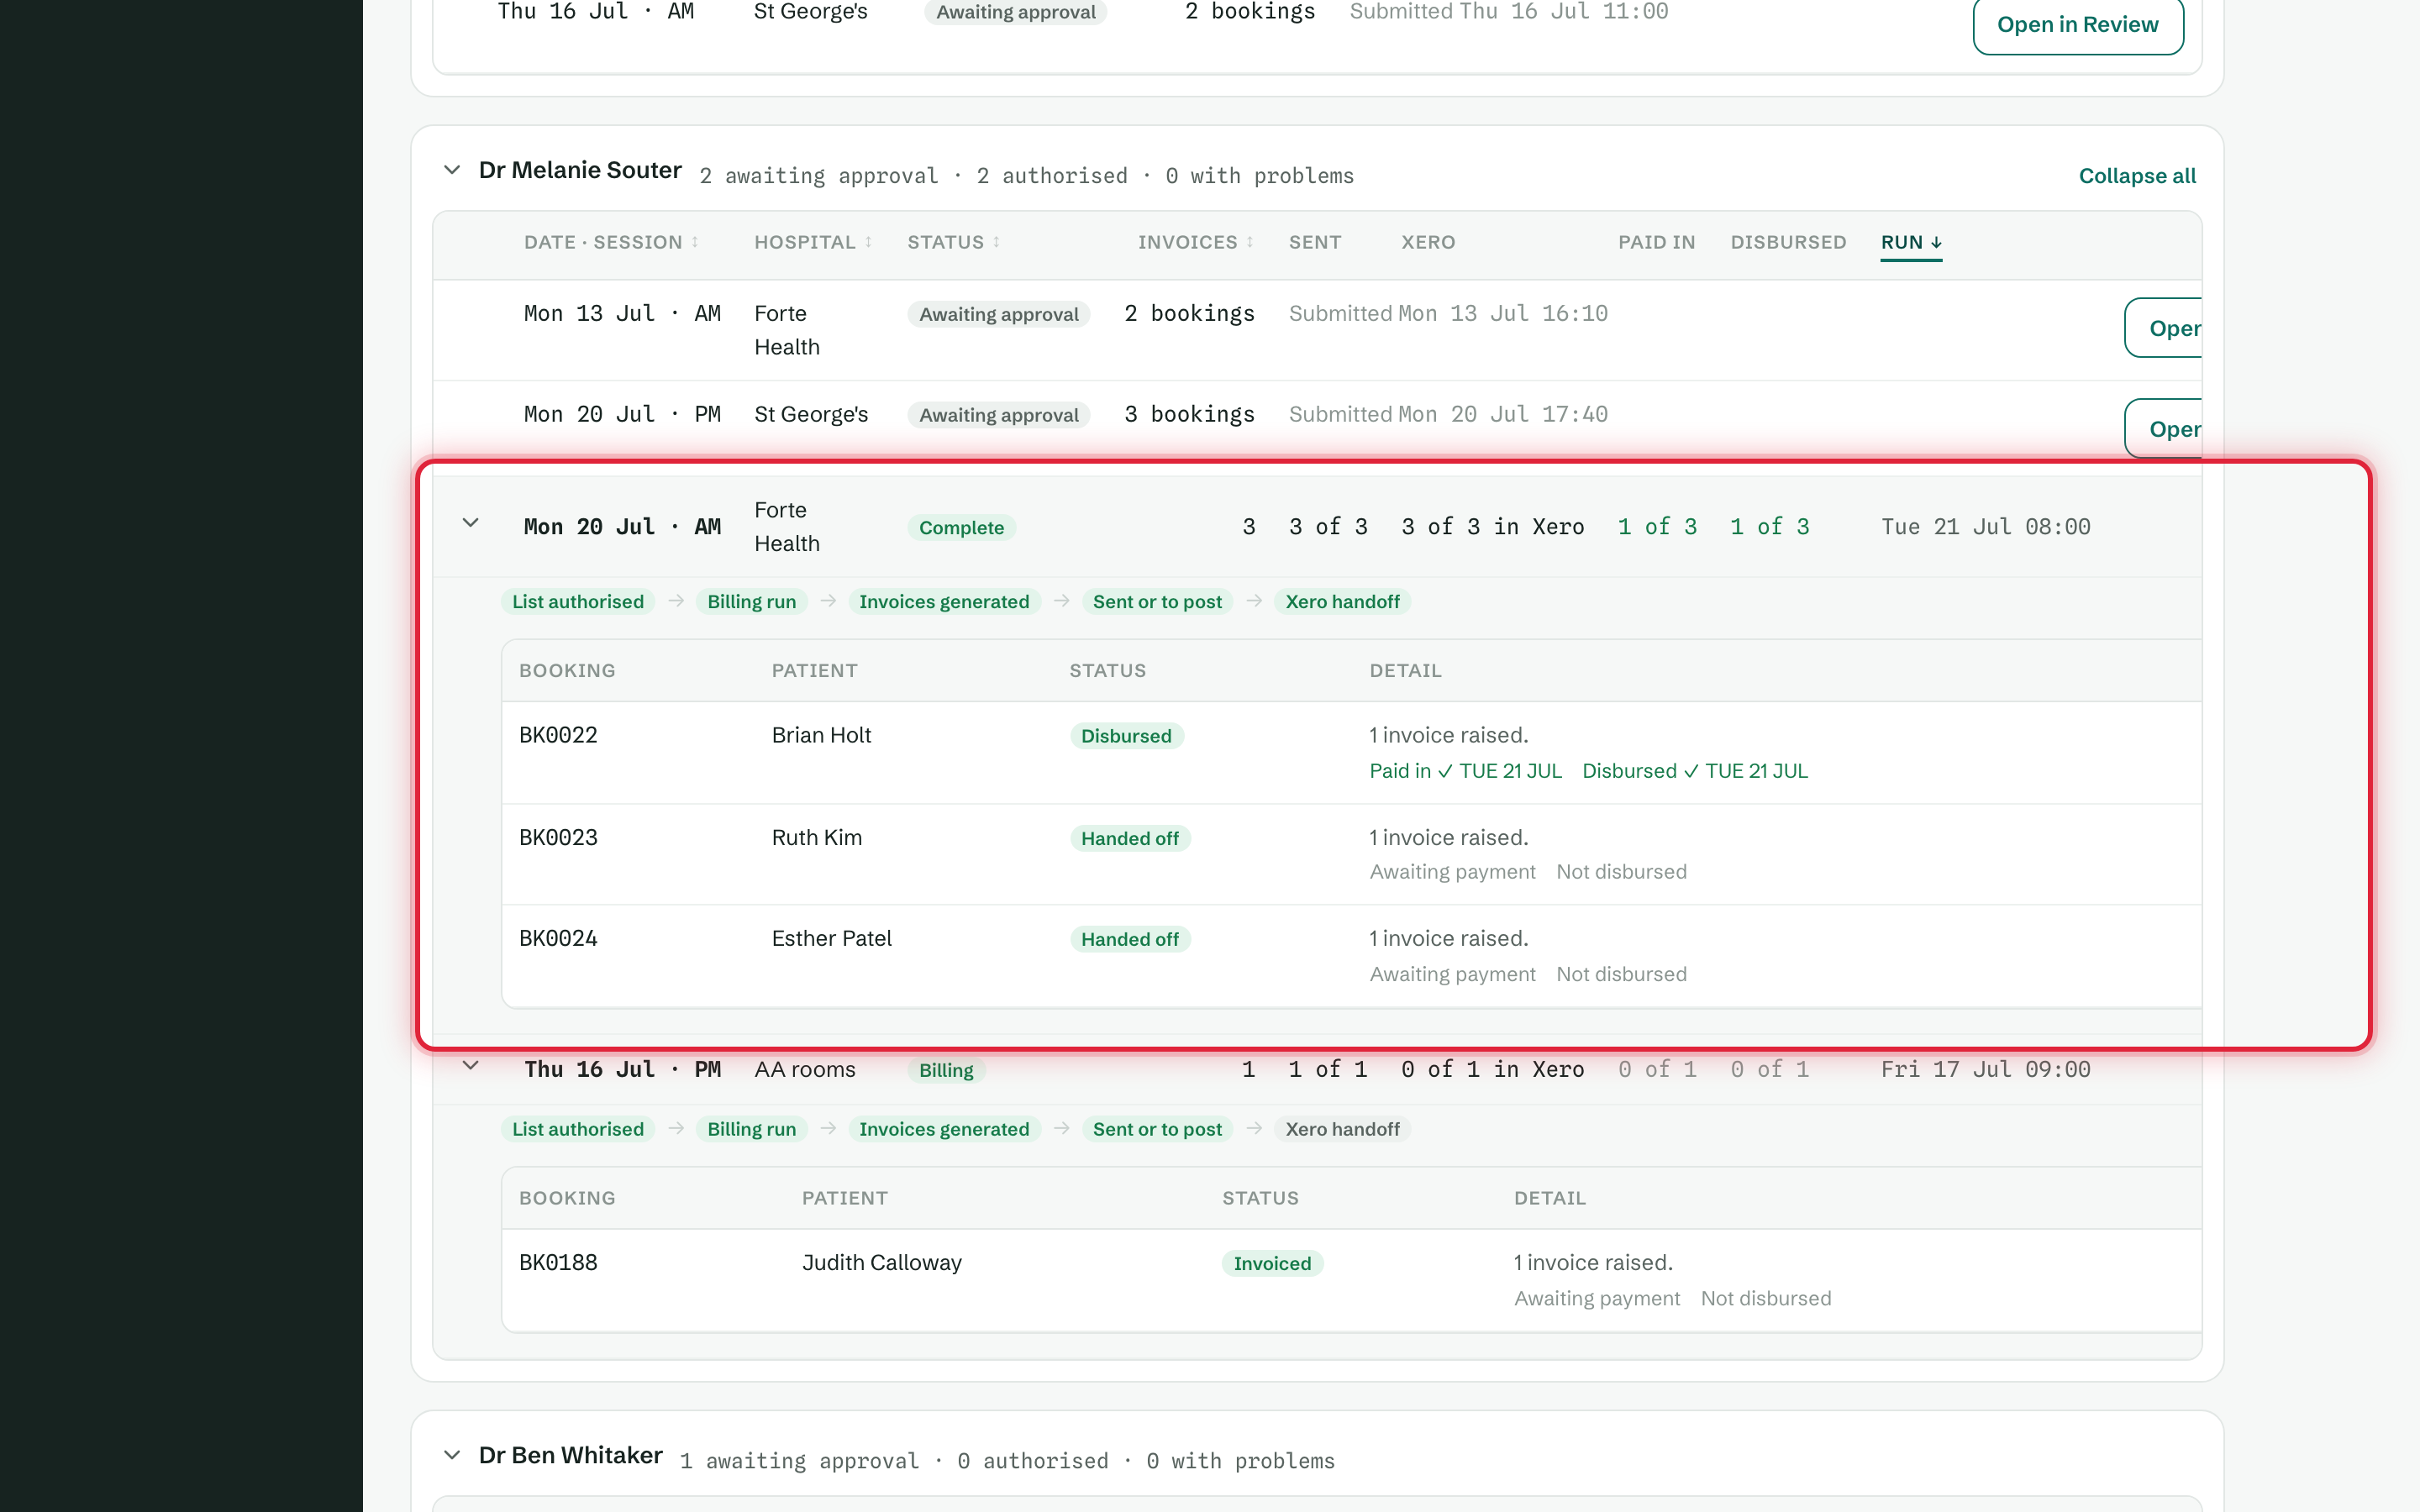 Thu 16 Jul · AM St George's Awaiting approval 2 bookings Submitted Thu 16 Jul 11:00 Open in Review
Dr Melanie Souter 2 awaiting approval · 2 authorised · 0 with problems Collapse all
DATE · SESSION ↕ HOSPITAL ↕ STATUS ↕ INVOICES ↕ SENT XERO PAID IN DISBURSED RUN ↓
Mon 13 Jul · AM Forte Health Awaiting approval 2 bookings Submitted Mon 13 Jul 16:10
Mon 20 Jul · PM St George's Awaiting approval 3 bookings Submitted Mon 20 Jul 17:40
Mon 20 Jul · AM Forte Health Complete 3 3 of 3 3 of 3 in Xero 1 of 3 1 of 3 Tue 21 Jul 08:00
List authorised → Billing run → Invoices generated → Sent or to post → Xero handoff
BOOKING PATIENT STATUS DETAIL
BK0022 Brian Holt Disbursed 1 invoice raised.
Paid in ✓ TUE 21 JUL Disbursed ✓ TUE 21 JUL
BK0023 Ruth Kim Handed off 1 invoice raised.
Awaiting payment Not disbursed
BK0024 Esther Patel Handed off 1 invoice raised.
Awaiting payment Not disbursed
Thu 16 Jul · PM AA rooms Billing 1 1 of 1 0 of 1 in Xero 0 of 1 0 of 1 Fri 17 Jul 09:00
List authorised → Billing run → Invoices generated → Sent or to post → Xero handoff
BOOKING PATIENT STATUS DETAIL
BK0188 Judith Calloway Invoiced 1 invoice raised.
Awaiting payment Not disbursed
Dr Ben Whitaker 1 awaiting approval · 0 authorised · 0 with problems